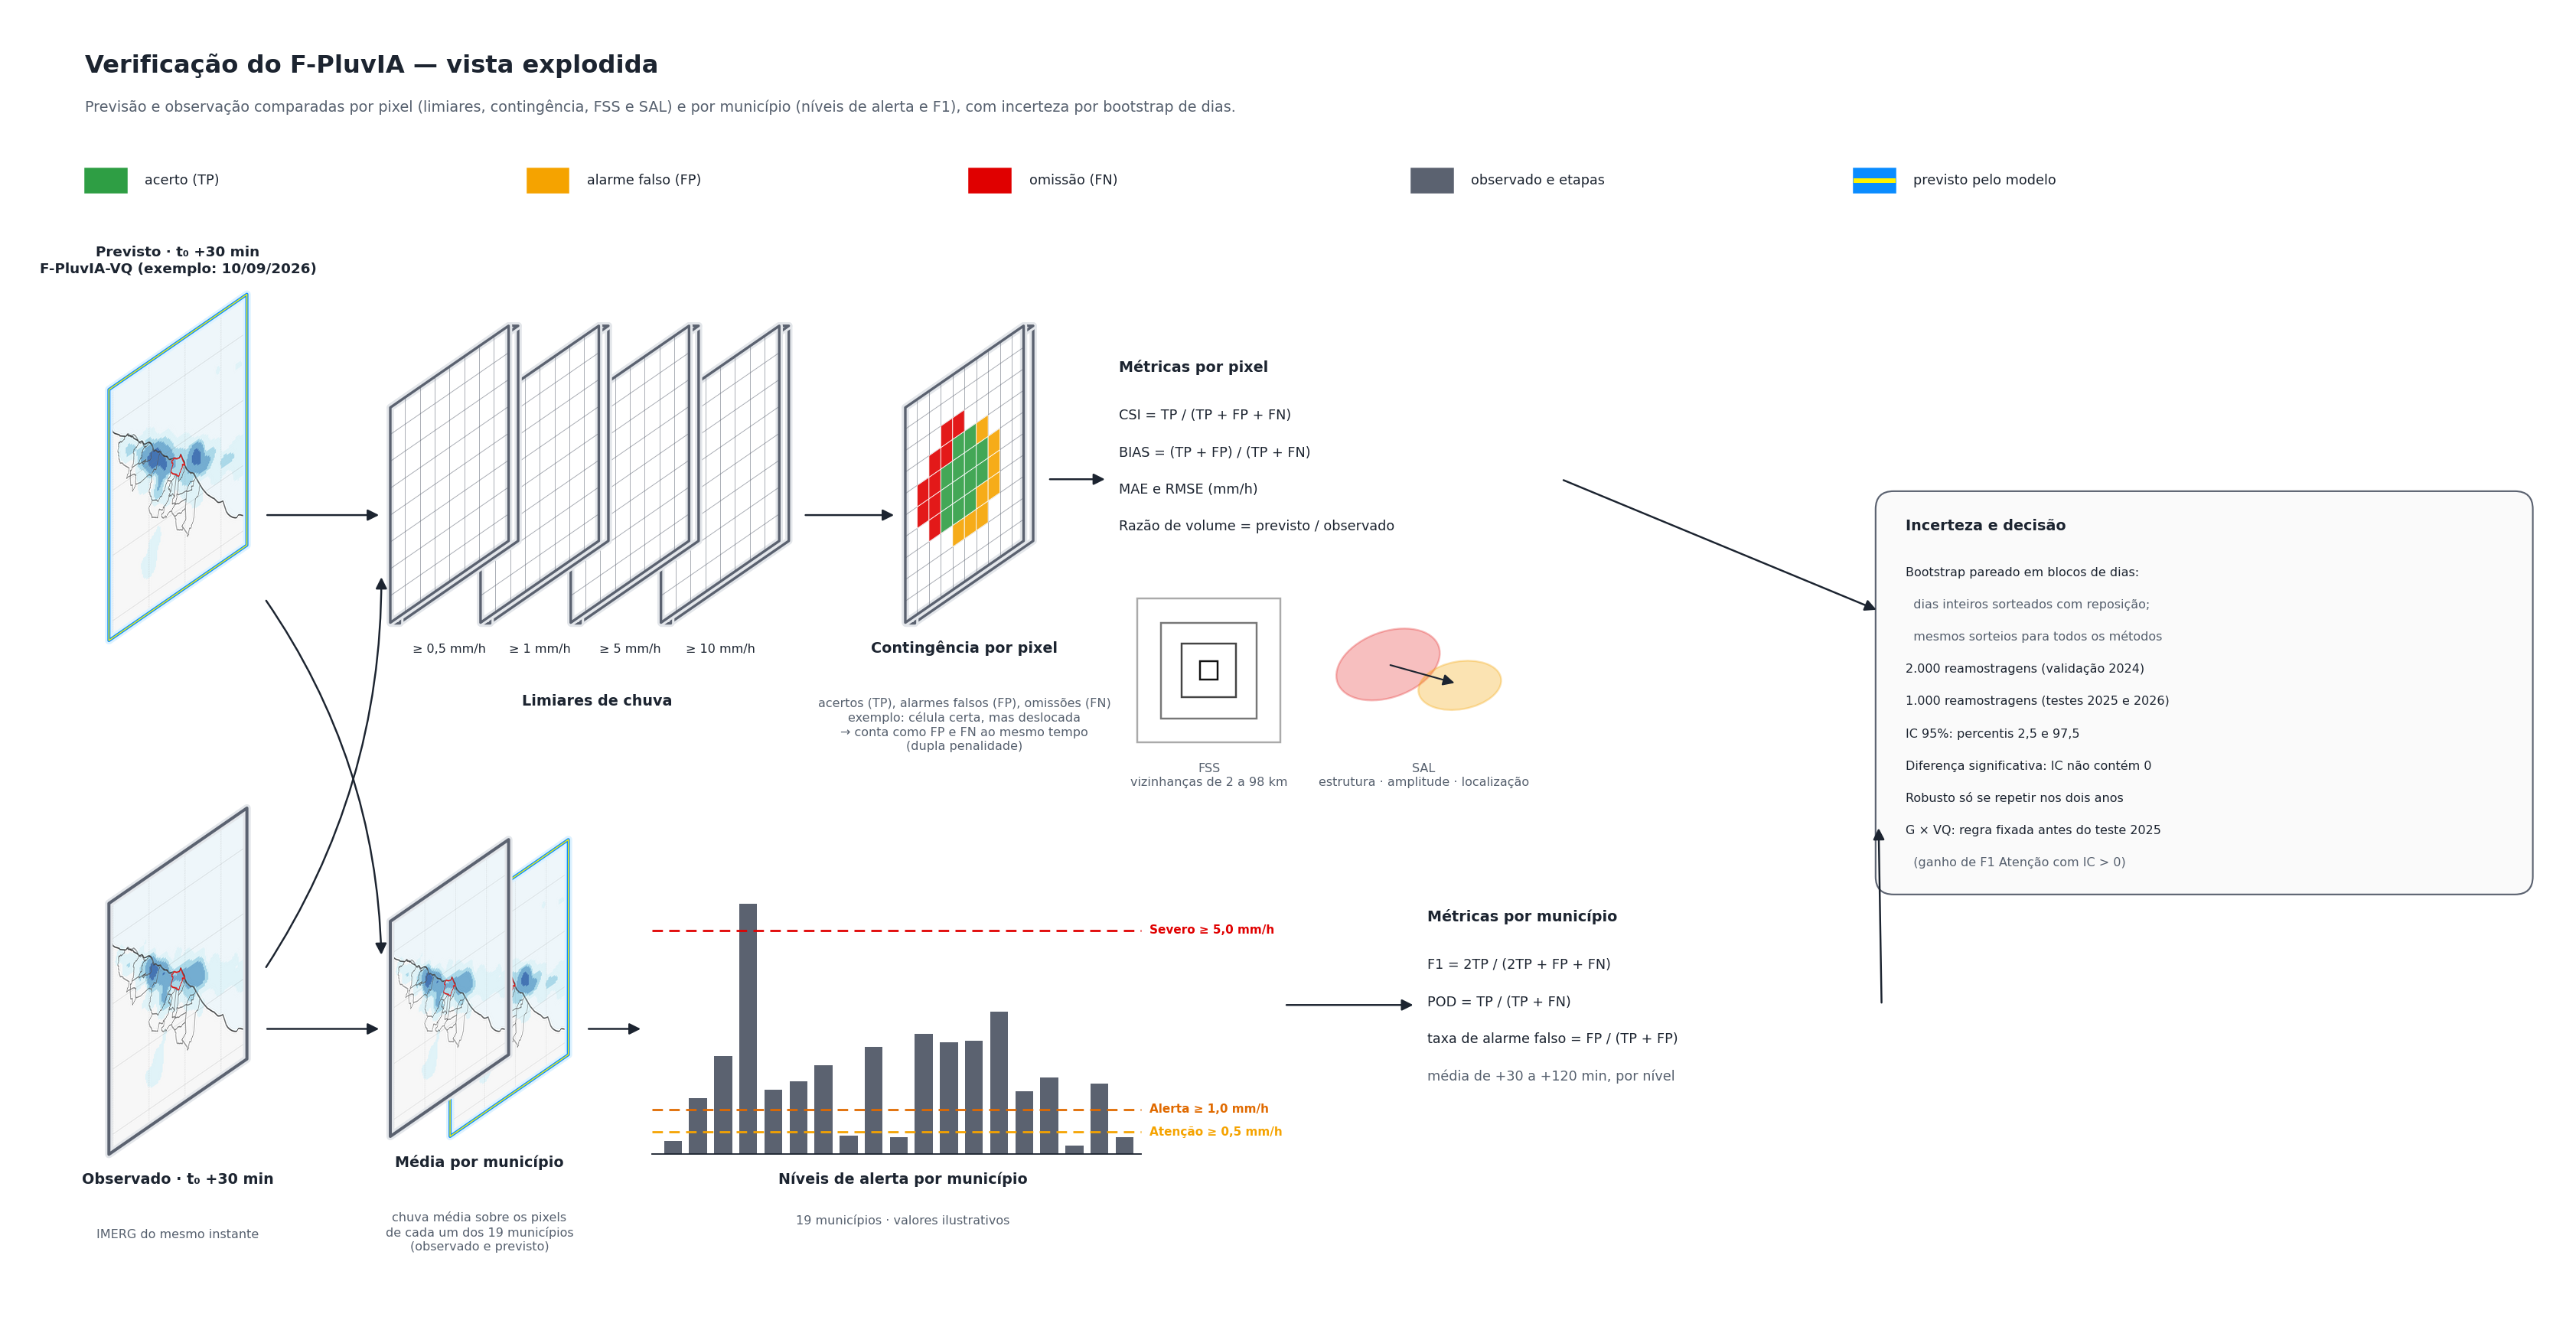 Verificação do F-PluvIA — vista explodida
Previsão e observação comparadas por pixel (limiares, contingência, FSS e SAL) e por município (níveis de alerta e F1), com incerteza por bootstrap de dias.
acerto (TP)
alarme falso (FP)
omissão (FN)
observado e etapas
previsto pelo modelo
Previsto · t₀ +30 min
F-PluvIA-VQ (exemplo: 10/09/2026)
≥ 0,5 mm/h
≥ 1 mm/h
≥ 5 mm/h
≥ 10 mm/h
Limiares de chuva
Contingência por pixel
acertos (TP), alarmes falsos (FP), omissões (FN)
exemplo: célula certa, mas deslocada
→ conta como FP e FN ao mesmo tempo
(dupla penalidade)
Métricas por pixel
CSI = TP / (TP + FP + FN)
BIAS = (TP + FP) / (TP + FN)
MAE e RMSE (mm/h)
Razão de volume = previsto / observado
FSS
vizinhanças de 2 a 98 km
SAL
estrutura · amplitude · localização
Incerteza e decisão
Bootstrap pareado em blocos de dias:
dias inteiros sorteados com reposição;
mesmos sorteios para todos os métodos
2.000 reamostragens (validação 2024)
1.000 reamostragens (testes 2025 e 2026)
IC 95%: percentis 2,5 e 97,5
Diferença significativa: IC não contém 0
Robusto só se repetir nos dois anos
G × VQ: regra fixada antes do teste 2025
(ganho de F1 Atenção com IC > 0)
Observado · t₀ +30 min
IMERG do mesmo instante
Média por município
chuva média sobre os pixels
de cada um dos 19 municípios
(observado e previsto)
Severo ≥ 5,0 mm/h
Alerta ≥ 1,0 mm/h
Atenção ≥ 0,5 mm/h
Níveis de alerta por município
19 municípios · valores ilustrativos
Métricas por município
F1 = 2TP / (2TP + FP + FN)
POD = TP / (TP + FN)
taxa de alarme falso = FP / (TP + FP)
média de +30 a +120 min, por nível